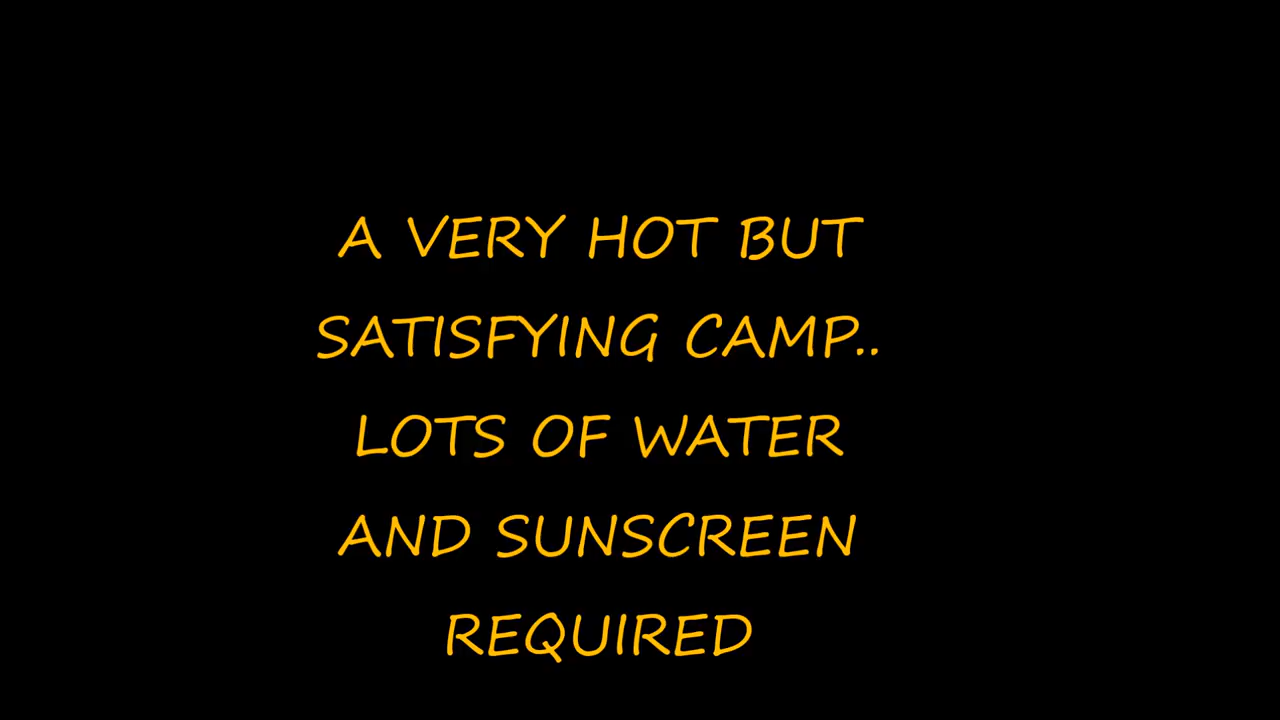 A VERY HOT BUT
SATISFYING CAMP..
LOTS OF WATER
AND SUNSCREEN
REQUIRED